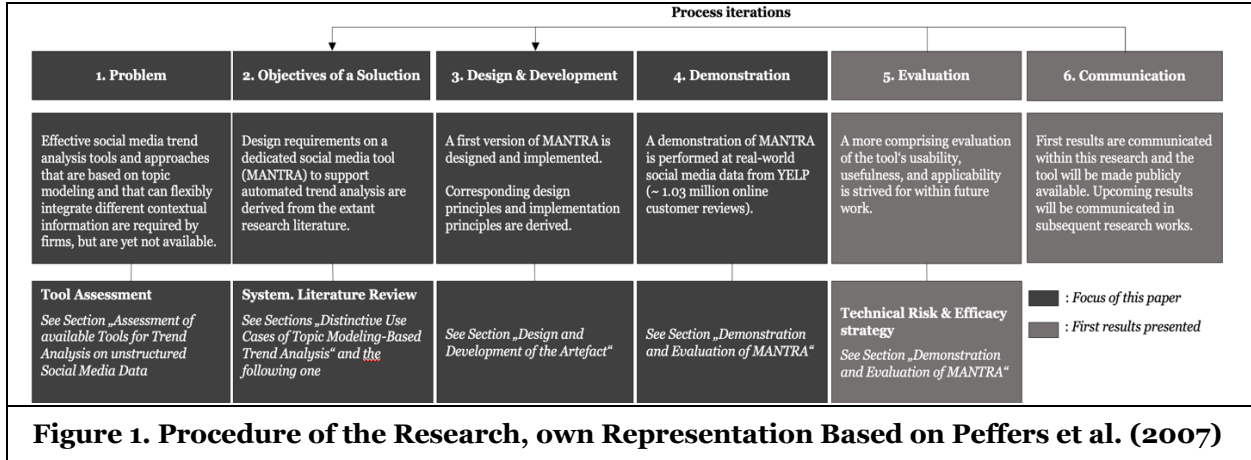 Process iterations
1. Problem
2. Objectives of a Soluction
3. Design & Development
4. Demonstration
5. Evaluation
6. Communication
Effective social media trend
analysis tools and approaches
that are based on topic
modeling and that can flexibly
integrate different contextual
information are required by
firms, but are yet not available.
Design requirements on a
dedicated social media tool
(MANTRA) to support
automated trend analysis are
derived from the extant
research literature.
A first version of MANTRA is
designed and implemented.
Corresponding design
principles and implementation
principles are derived.
A demonstration of MANTRA
is performed at real-world
social media data from YELP
(~ 1.03 million online
customer reviews).
A more comprising evaluation
of the tool's usability,
usefulness, and applicability
is strived for within future
work.
First results are communicated
within this research and the
tool will be made publicly
available. Upcoming results
will be communicated in
subsequent research works.
Tool Assessment
See Section „Assessment of
available Tools for Trend
Analysis on unstructured
Social Media Data
System. Literature Review
See Sections „Distinctive Use
Cases of Topic Modeling-Based
Trend Analysis“ and the
following one
See Section „Design and
Development of the Artefact“
See Section „Demonstration
and Evaluation of MANTRA“
Technical Risk & Efficacy
strategy
See Section „Demonstration
and Evaluation of MANTRA“
: Focus of this paper
: First results presented
Figure 1. Procedure of the Research, own Representation Based on Peffers et al. (2007)